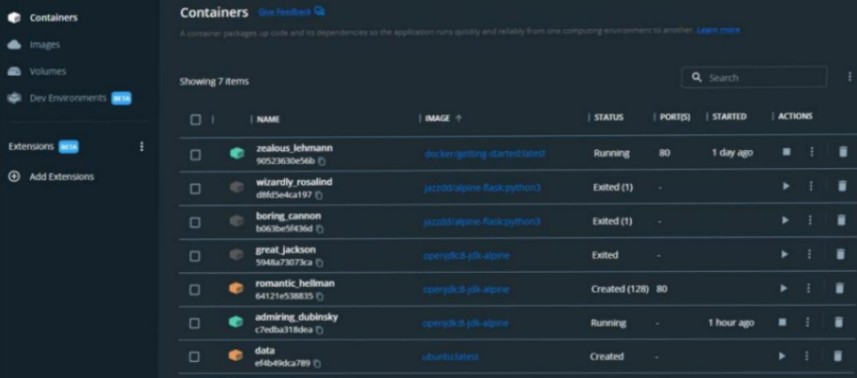 Containers
Images
Volumes
Dev Environments BETA
Extensions BETA
Add Extensions
Containers Give Feedback
A container packages up code and its dependencies so the application runs quickly and reliably from one computing environment to another. Learn more
Showing 7 items
Search
NAME IMAGE STATUS PORT(S) STARTED ACTIONS
zealous_lehmann docker/getting-started:latest Running 80 1 day ago
90523630e56b
wizardly_rosalind jazzdd/alpine-flask:python3 Exited (1) -
d8fd5e4ca197
boring_cannon jazzdd/alpine-flask:python3 Exited (1) -
b063be5f436d
great_jackson openjdk:8-jdk-alpine Exited -
5948a73073ca
romantic_hellman openjdk:8-jdk-alpine Created (128) 80
64121e538835
admiring_dubinsky openjdk:8-jdk-alpine Running - 1 hour ago
c7edba318dea
data ubuntu:latest Created -
ef4b49dca789